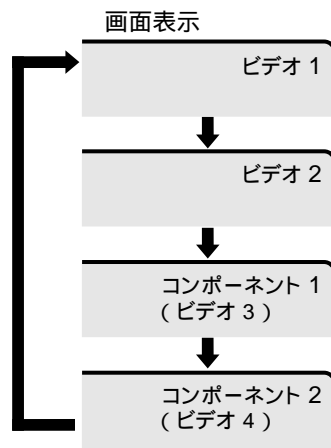 画面表示
ビデオ 1
ビデオ 2
コンポーネント 1
( ビデオ 3 )
コンポーネント 2
( ビデオ 4 )